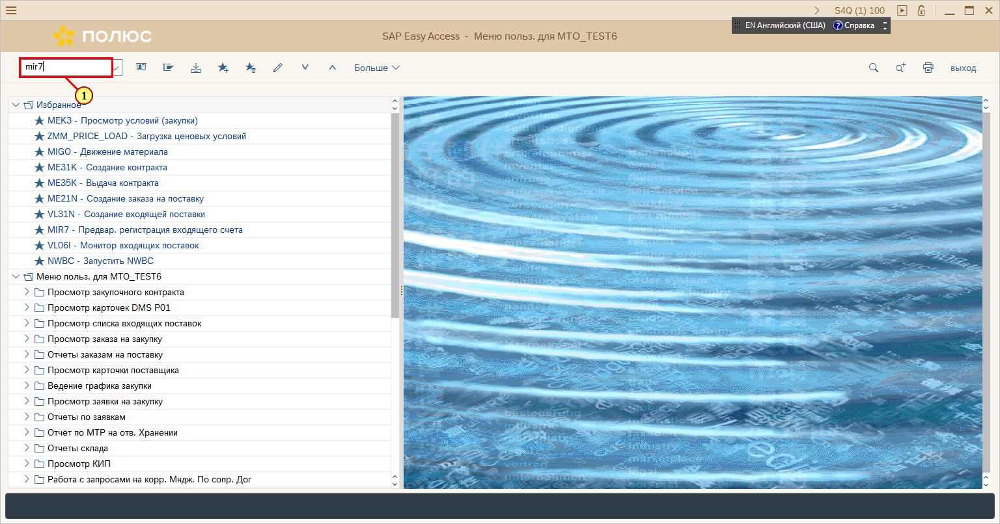 S4Q (1) 100
EN Английский (США) Справка
ПОЛЮС
SAP Easy Access - Меню польз. для MTO_TEST6
mir7
Больше
выход
1
Избранное
MEK3 - Просмотр условий (закупки)
ZMM_PRICE_LOAD - Загрузка ценовых условий
MIGO - Движение материала
ME31K - Создание контракта
ME35K - Выдача контракта
ME21N - Создание заказа на поставку
VL31N - Создание входящей поставки
MIR7 - Предвар. регистрация входящего счета
VL06I - Монитор входящих поставок
NWBC - Запустить NWBC
Меню польз. для MTO_TEST6
Просмотр закупочного контракта
Просмотр карточек DMS P01
Просмотр списка входящих поставок
Просмотр заказа на закупку
Отчеты заказам на поставку
Просмотр карточки поставщика
Ведение графика закупки
Просмотр заявки на закупку
Отчеты по заявкам
Отчёт по МТР на отв. Хранении
Отчеты склада
Просмотр КИП
Работа с запросами на корр. Мндж. По сопр. Дог
workflow
besteuerung
marketplace